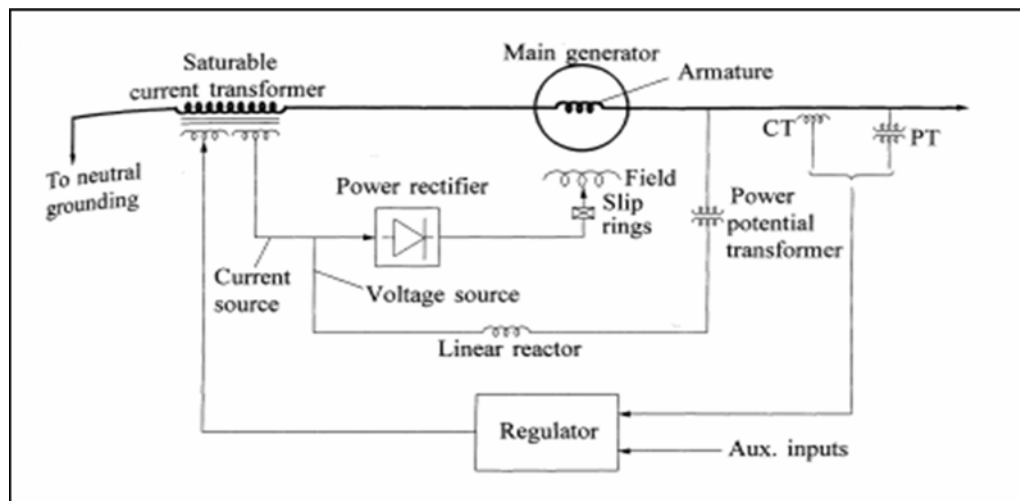 Main generator
Saturable
current transformer
Armature
CT
PT
To neutral
grounding
Power rectifier
Field
Slip
rings
Power
potential
transformer
Current
source
Voltage source
Linear reactor
Regulator
Aux. inputs